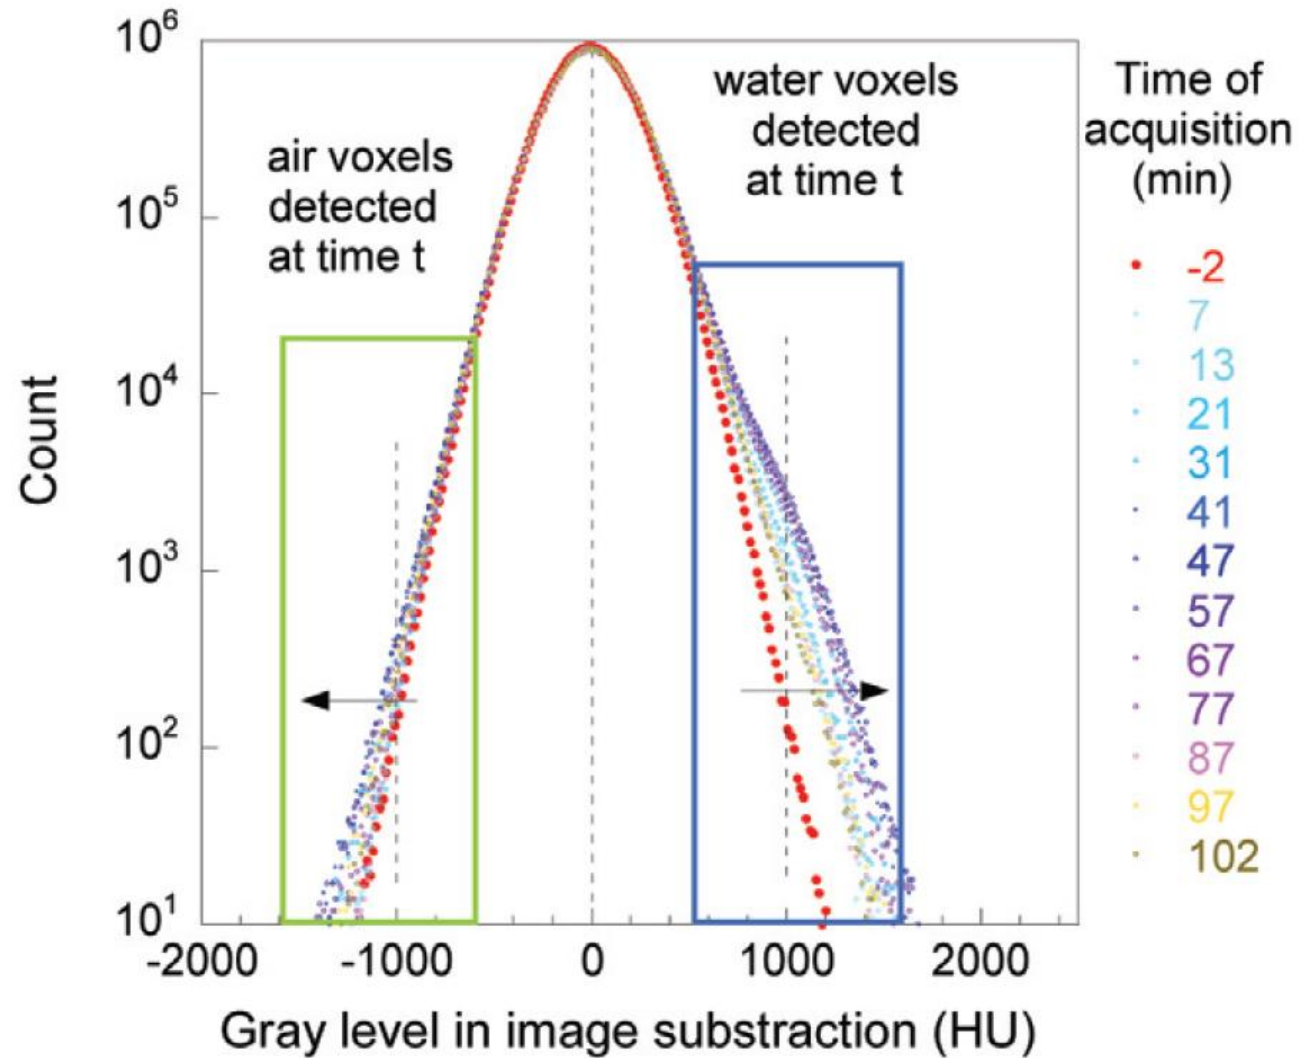 10^6
10^5
10^4
10^3
10^2
10^1
Count
air voxels
detected
at time t
water voxels
detected
at time t
-2000 -1000 0 1000 2000
Gray level in image substraction (HU)
Time of
acquisition
(min)
-2
7
13
21
31
41
47
57
67
77
87
97
102